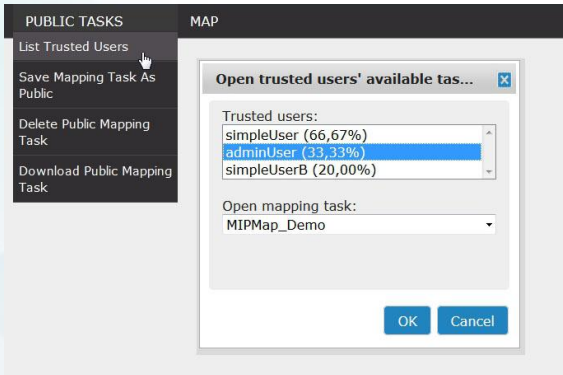 PUBLIC TASKS
MAP
List Trusted Users
Save Mapping Task As
Public
Delete Public Mapping
Task
Download Public Mapping
Task
Open trusted users' available tas...
Trusted users:
simpleUser (66,67%)
adminUser (33,33%)
simpleUserB (20,00%)
Open mapping task:
MIPMap_Demo
OK
Cancel